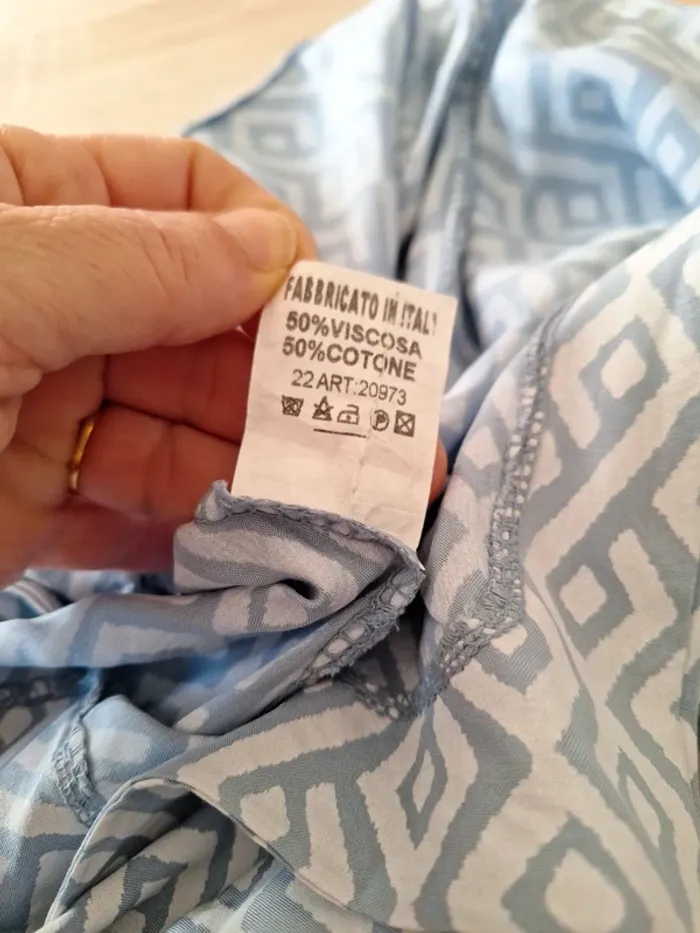 FABBRICATO IN ITALY
50%VISCOSA
50%COTONE
22 ART:20973
P